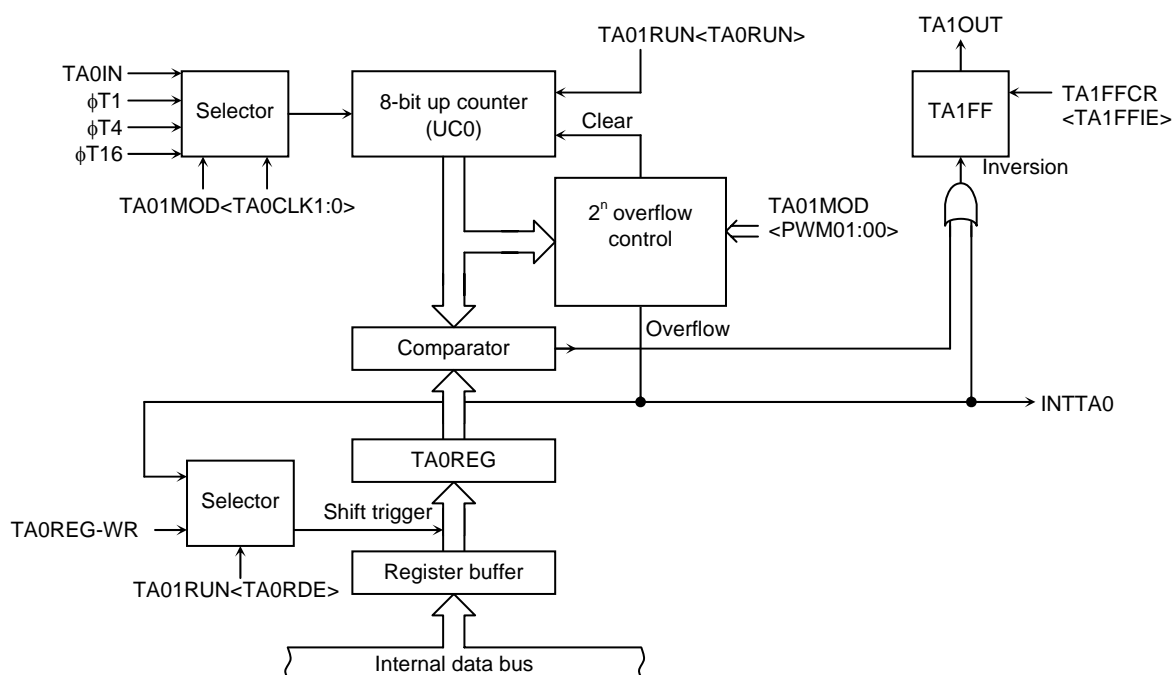 TA01RUN<TA0RUN>
TA1OUT
TA0IN
ϕT1
ϕT4
ϕT16
Selector
8-bit up counter
(UC0)
Clear
TA1FF
TA1FFCR
<TA1FFIE>
Inversion
TA01MOD<TA0CLK1:0>
2ⁿ overflow
control
TA01MOD
<PWM01:00>
Overflow
Comparator
INTTA0
TA0REG
Selector
Shift trigger
TA0REG-WR
Register buffer
TA01RUN<TA0RDE>
Internal data bus